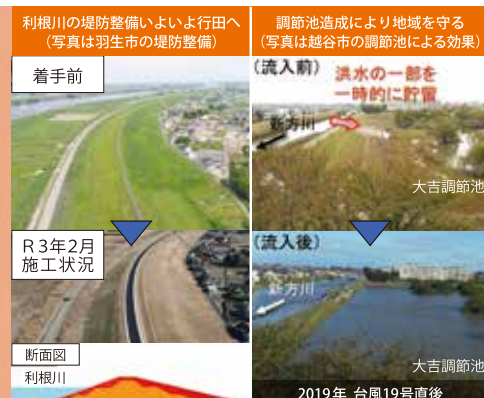 利根川の堤防整備いよいよ行田へ
（写真は羽生市の堤防整備）
着手前
R3年2月
施工状況
断面図
利根川
調節池造成により地域を守る
（写真は越谷市の調節池による効果）
（流入前）
洪水の一部を
一時的に貯留
新方川
大吉調節池
（流入後）
新方川
大吉調節池
2019年 台風19号直後